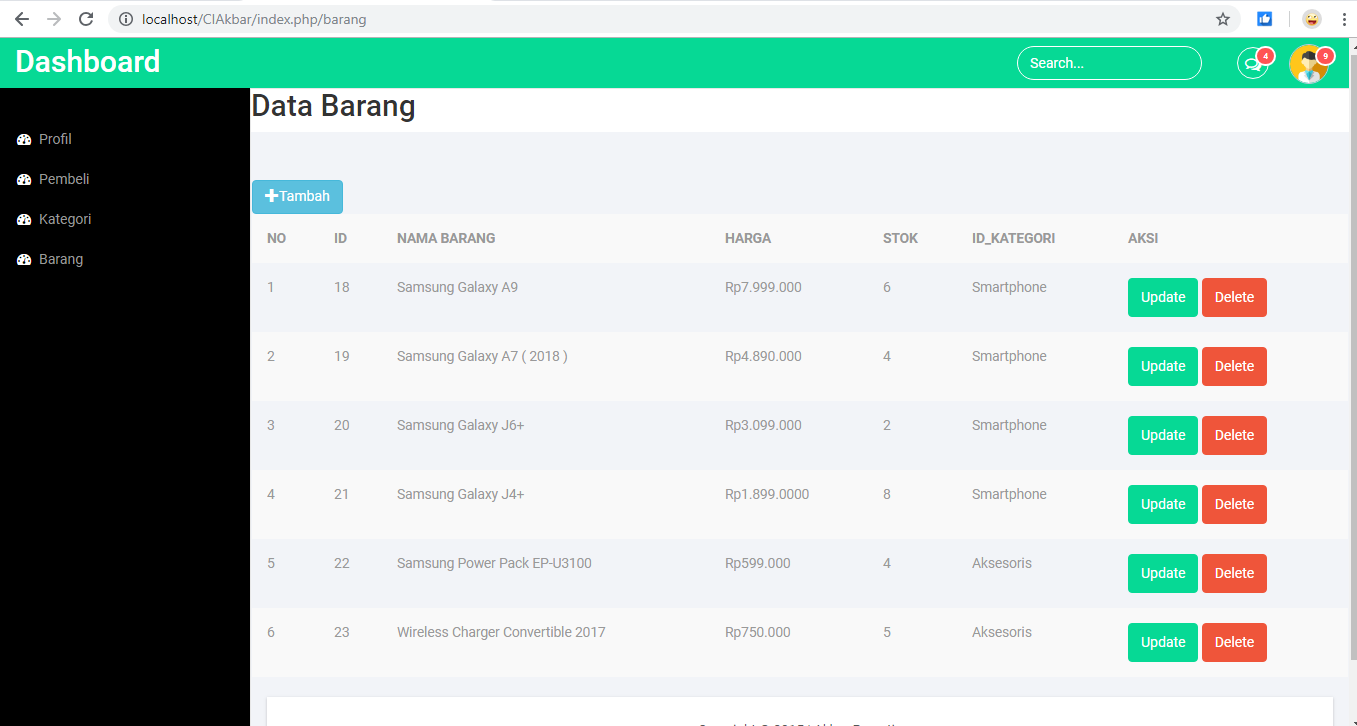 localhost/CIAkbar/index.php/barang
Dashboard
Search...
4
9
Data Barang
Profil
Pembeli
Kategori
Barang
Tambah
NO ID NAMA BARANG HARGA STOK ID_KATEGORI AKSI
1 18 Samsung Galaxy A9 Rp7.999.000 6 Smartphone Update Delete
2 19 Samsung Galaxy A7 ( 2018 ) Rp4.890.000 4 Smartphone Update Delete
3 20 Samsung Galaxy J6+ Rp3.099.000 2 Smartphone Update Delete
4 21 Samsung Galaxy J4+ Rp1.899.0000 8 Smartphone Update Delete
5 22 Samsung Power Pack EP-U3100 Rp599.000 4 Aksesoris Update Delete
6 23 Wireless Charger Convertible 2017 Rp750.000 5 Aksesoris Update Delete